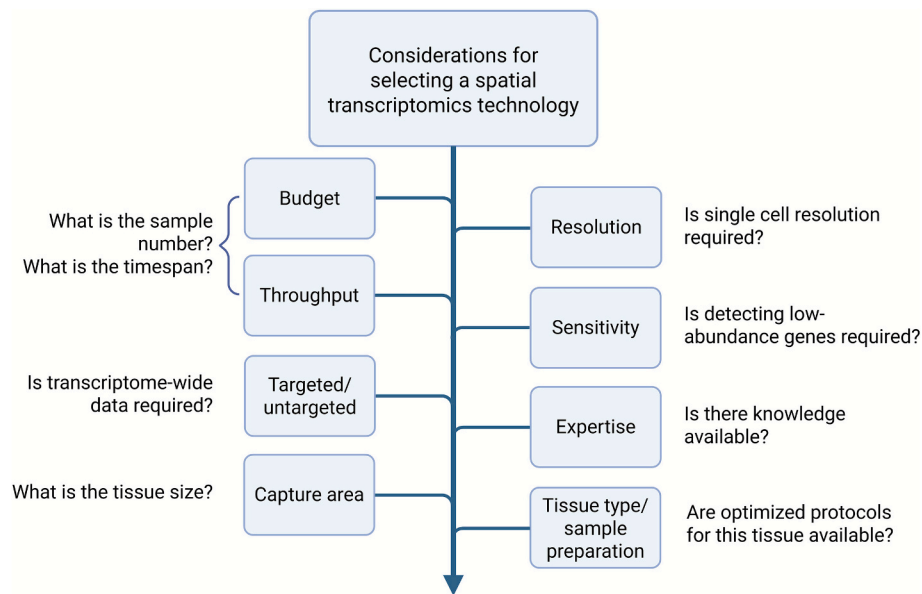 Considerations for
selecting a spatial
transcriptomics technology
Budget
What is the sample
number?
What is the timespan?
Throughput
Resolution
Is single cell resolution
required?
Sensitivity
Is detecting low-
abundance genes required?
Targeted/
untargeted
Is transcriptome-wide
data required?
Expertise
Is there knowledge
available?
Capture area
What is the tissue size?
Tissue type/
sample
preparation
Are optimized protocols
for this tissue available?